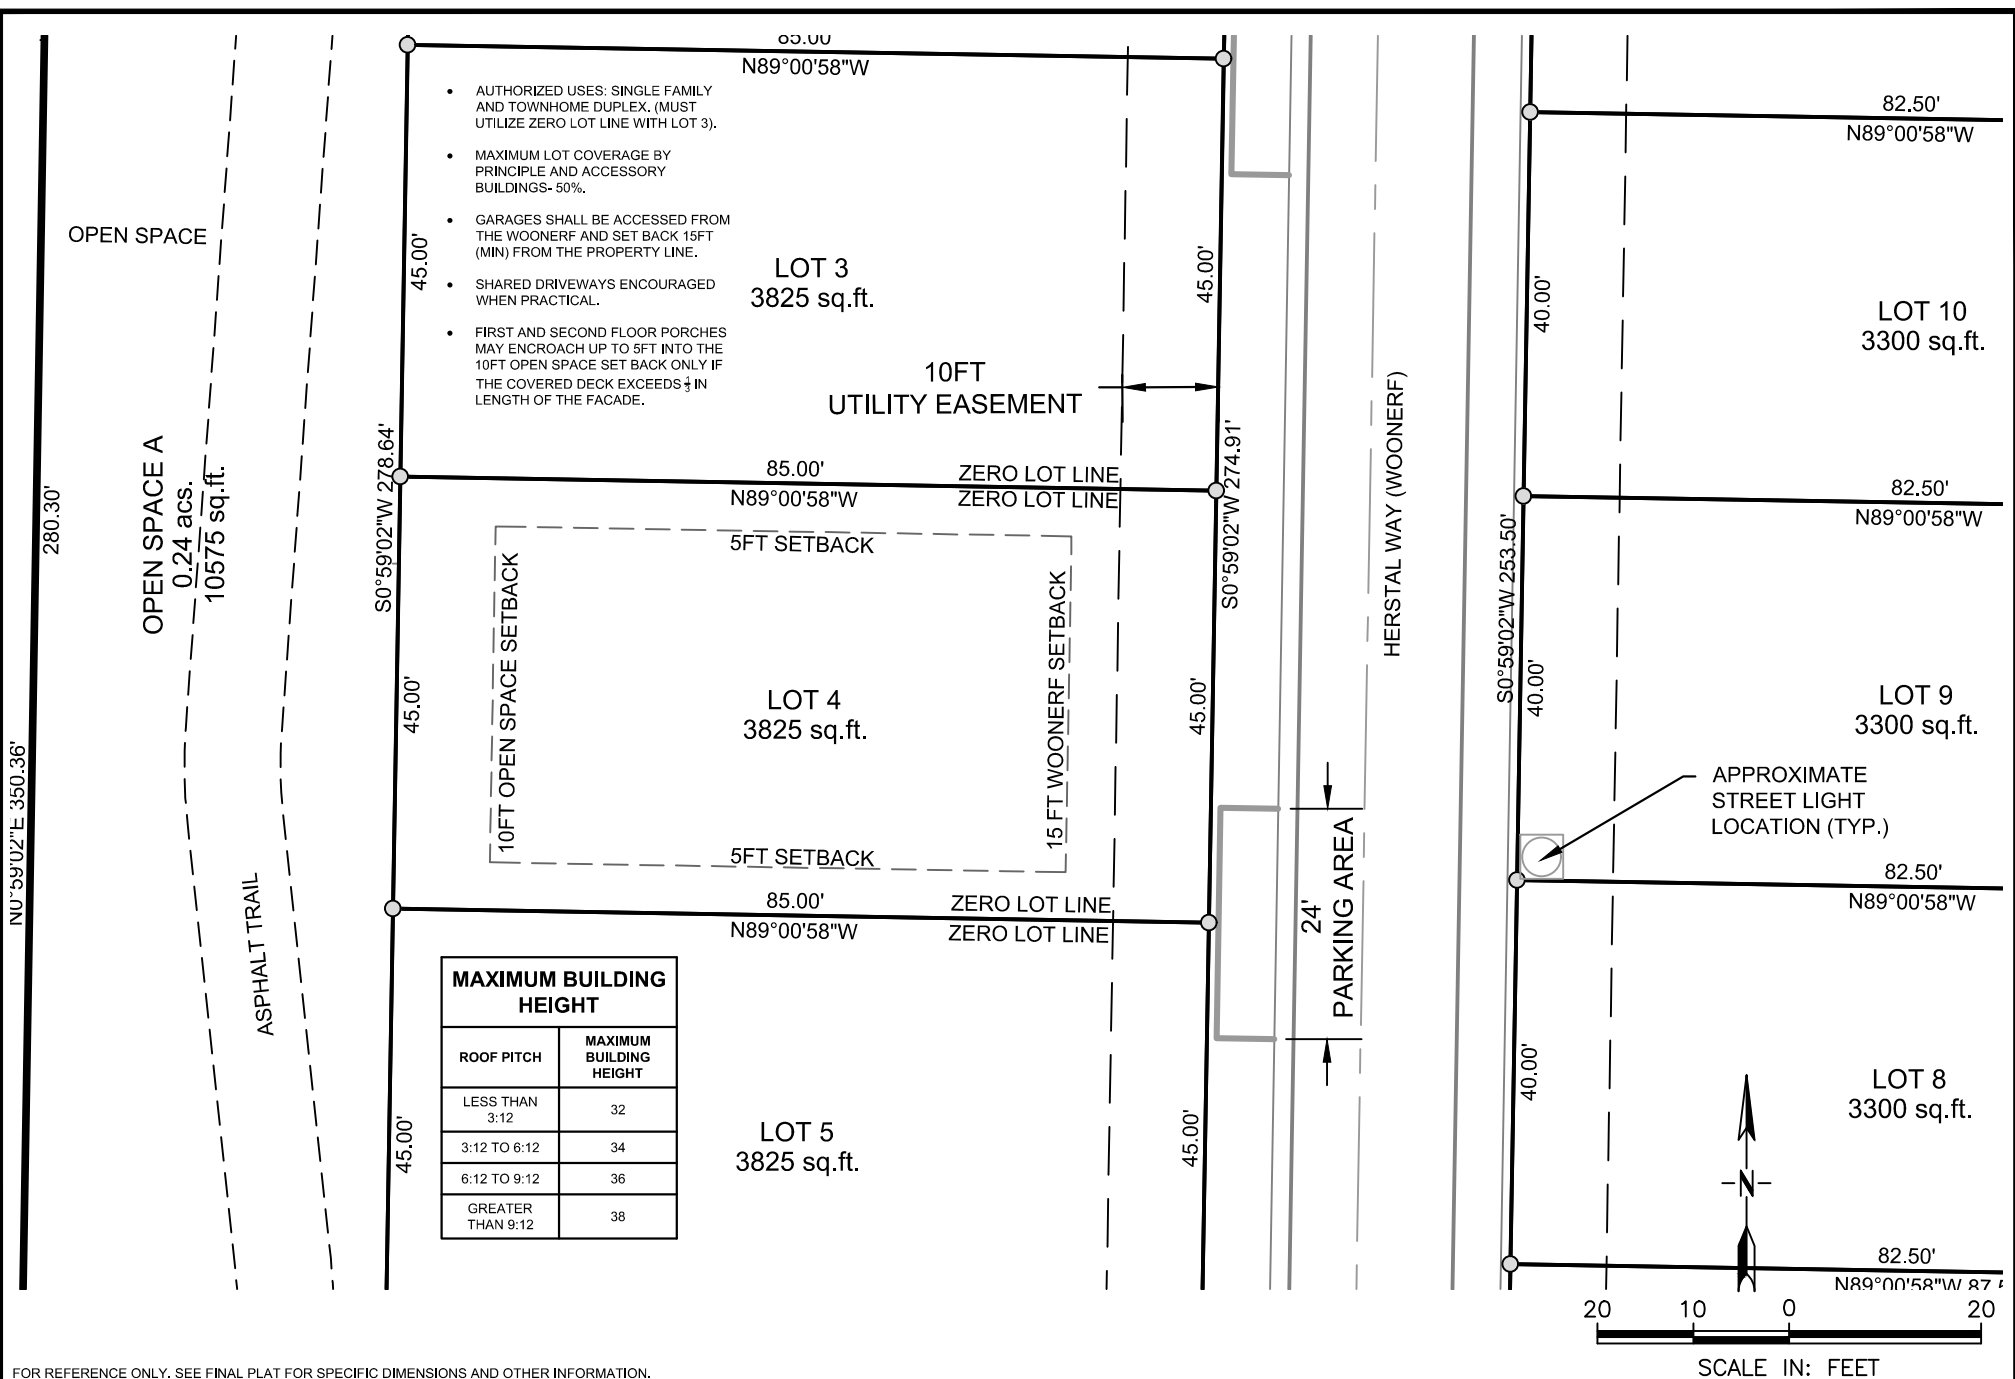 85.00
N89°00'58"W
• AUTHORIZED USES: SINGLE FAMILY
AND TOWNHOME DUPLEX. (MUST
UTILIZE ZERO LOT LINE WITH LOT 3).
• MAXIMUM LOT COVERAGE BY
PRINCIPLE AND ACCESSORY
BUILDINGS- 50%.
• GARAGES SHALL BE ACCESSED FROM
THE WOONERF AND SET BACK 15FT
(MIN) FROM THE PROPERTY LINE.
• SHARED DRIVEWAYS ENCOURAGED
WHEN PRACTICAL.
• FIRST AND SECOND FLOOR PORCHES
MAY ENCROACH UP TO 5FT INTO THE
10FT OPEN SPACE SET BACK ONLY IF
THE COVERED DECK EXCEEDS 1/3 IN
LENGTH OF THE FACADE.
OPEN SPACE
OPEN SPACE A
0.24 acs.
10575 sq.ft.
280.30'
N0°59'02"E 350.36'
ASPHALT TRAIL
45.00'
LOT 3
3825 sq.ft.
45.00'
10FT
UTILITY EASEMENT
S0°59'02"W 278.64'
85.00'
N89°00'58"W
ZERO LOT LINE
ZERO LOT LINE
S0°59'02"W 274.91'
5FT SETBACK
10FT OPEN SPACE SETBACK
15 FT WOONERF SETBACK
45.00'
LOT 4
3825 sq.ft.
45.00'
5FT SETBACK
85.00'
N89°00'58"W
ZERO LOT LINE
ZERO LOT LINE
MAXIMUM BUILDING
HEIGHT
ROOF PITCH
MAXIMUM
BUILDING
HEIGHT
LESS THAN
3:12
32
3:12 TO 6:12
34
6:12 TO 9:12
36
GREATER
THAN 9:12
38
45.00'
LOT 5
3825 sq.ft.
45.00'
HERSTAL WAY (WOONERF)
24'
PARKING AREA
82.50'
N89°00'58"W
40.00'
LOT 10
3300 sq.ft.
82.50'
N89°00'58"W
S0°59'02"W 253.50'
40.00'
LOT 9
3300 sq.ft.
APPROXIMATE
STREET LIGHT
LOCATION (TYP.)
82.50'
N89°00'58"W
40.00'
LOT 8
3300 sq.ft.
N
82.50'
N89°00'58"W 87.5
20 10 0 20
SCALE IN: FEET
FOR REFERENCE ONLY. SEE FINAL PLAT FOR SPECIFIC DIMENSIONS AND OTHER INFORMATION.